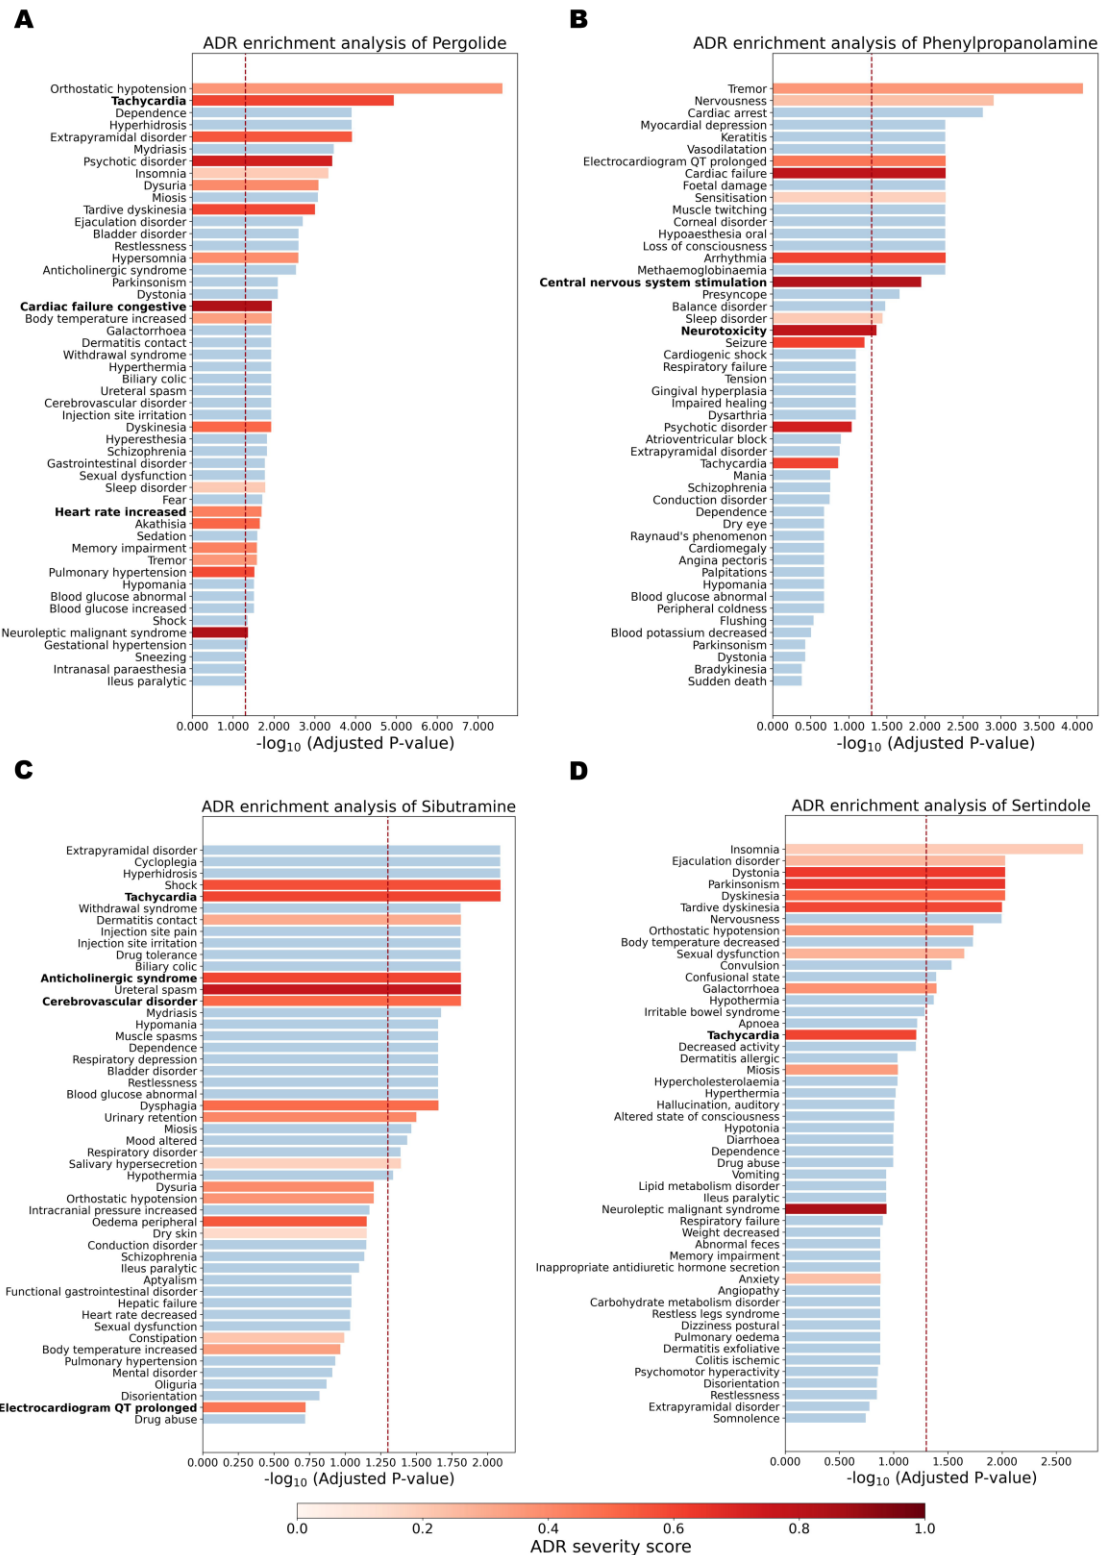 A
ADR enrichment analysis of Pergolide
Orthostatic hypotension
Tachycardia
Dependence
Hyperhidrosis
Extrapyramidal disorder
Mydriasis
Psychotic disorder
Insomnia
Dysuria
Miosis
Tardive dyskinesia
Ejaculation disorder
Bladder disorder
Restlessness
Hypersomnia
Anticholinergic syndrome
Parkinsonism
Dystonia
Cardiac failure congestive
Body temperature increased
Galactorrhoea
Dermatitis contact
Withdrawal syndrome
Hyperthermia
Biliary colic
Ureteral spasm
Cerebrovascular disorder
Injection site irritation
Dyskinesia
Hyperesthesia
Schizophrenia
Gastrointestinal disorder
Sexual dysfunction
Sleep disorder
Fear
Heart rate increased
Akathisia
Sedation
Memory impairment
Tremor
Pulmonary hypertension
Hypomania
Blood glucose abnormal
Blood glucose increased
Shock
Neuroleptic malignant syndrome
Gestational hypertension
Sneezing
Intranasal paraesthesia
Ileus paralytic
0.000 1.000 2.000 3.000 4.000 5.000 6.000 7.000
-log₁₀ (Adjusted P-value)
B
ADR enrichment analysis of Phenylpropanolamine
Tremor
Nervousness
Cardiac arrest
Myocardial depression
Keratitis
Vasodilatation
Electrocardiogram QT prolonged
Cardiac failure
Foetal damage
Sensitisation
Muscle twitching
Corneal disorder
Hypoaesthesia oral
Loss of consciousness
Arrhythmia
Methaemoglobinaemia
Central nervous system stimulation
Presyncope
Balance disorder
Sleep disorder
Neurotoxicity
Seizure
Cardiogenic shock
Respiratory failure
Tension
Gingival hyperplasia
Impaired healing
Dysarthria
Psychotic disorder
Atrioventricular block
Extrapyramidal disorder
Tachycardia
Mania
Schizophrenia
Conduction disorder
Dependence
Dry eye
Raynaud's phenomenon
Cardiomegaly
Angina pectoris
Palpitations
Hypomania
Blood glucose abnormal
Peripheral coldness
Flushing
Blood potassium decreased
Parkinsonism
Dystonia
Bradykinesia
Sudden death
0.000 0.500 1.000 1.500 2.000 2.500 3.000 3.500 4.000
-log₁₀ (Adjusted P-value)
C
ADR enrichment analysis of Sibutramine
Extrapyramidal disorder
Cycloplegia
Hyperhidrosis
Shock
Tachycardia
Withdrawal syndrome
Dermatitis contact
Injection site pain
Injection site irritation
Drug tolerance
Biliary colic
Anticholinergic syndrome
Ureteral spasm
Cerebrovascular disorder
Mydriasis
Hypomania
Muscle spasms
Dependence
Respiratory depression
Bladder disorder
Restlessness
Blood glucose abnormal
Dysphagia
Urinary retention
Miosis
Mood altered
Respiratory disorder
Salivary hypersecretion
Hypothermia
Dysuria
Orthostatic hypotension
Intracranial pressure increased
Oedema peripheral
Dry skin
Conduction disorder
Schizophrenia
Ileus paralytic
Aptyalism
Functional gastrointestinal disorder
Hepatic failure
Heart rate decreased
Sexual dysfunction
Constipation
Body temperature increased
Pulmonary hypertension
Mental disorder
Oliguria
Disorientation
Electrocardiogram QT prolonged
Drug abuse
0.000 0.250 0.500 0.750 1.000 1.250 1.500 1.750 2.000
-log₁₀ (Adjusted P-value)
D
ADR enrichment analysis of Sertindole
Insomnia
Ejaculation disorder
Dystonia
Parkinsonism
Dyskinesia
Tardive dyskinesia
Nervousness
Orthostatic hypotension
Body temperature decreased
Sexual dysfunction
Convulsion
Confusional state
Galactorrhoea
Hypothermia
Irritable bowel syndrome
Apnoea
Tachycardia
Decreased activity
Dermatitis allergic
Miosis
Hypercholesterolaemia
Hyperthermia
Hallucination, auditory
Altered state of consciousness
Hypotonia
Diarrhoea
Dependence
Drug abuse
Vomiting
Lipid metabolism disorder
Ileus paralytic
Neuroleptic malignant syndrome
Respiratory failure
Weight decreased
Abnormal feces
Memory impairment
Inappropriate antidiuretic hormone secretion
Anxiety
Angiopathy
Carbohydrate metabolism disorder
Restless legs syndrome
Dizziness postural
Pulmonary oedema
Dermatitis exfoliative
Colitis ischemic
Psychomotor hyperactivity
Disorientation
Restlessness
Extrapyramidal disorder
Somnolence
0.000 0.500 1.000 1.500 2.000 2.500
-log₁₀ (Adjusted P-value)
0.0 0.2 0.4 0.6 0.8 1.0
ADR severity score